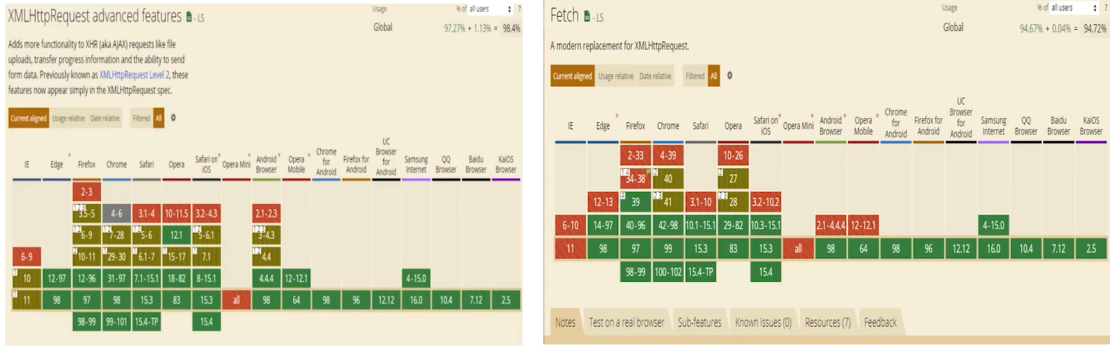 XMLHttpRequest advanced features - LS
Usage % of all users ?
Global 97.27% + 1.13% = 98.4%
Adds more functionality to XHR (aka AJAX) requests like file
uploads, transfer progress information and the ability to send
form data. Previously known as XMLHttpRequest Level 2, these
features now appear simply in the XMLHttpRequest spec.
Current aligned Usage relative Date relative Filtered All
IE Edge Firefox Chrome Safari Opera Safari on iOS Opera Mini Android Browser Opera Mobile Chrome for Android Firefox for Android UC Browser for Android Samsung Internet QQ Browser Baidu Browser KaiOS Browser
2-3
3.5-5 4-6 3.1-4 10-11.5 3.2-4.3 2.1-2.3
6-9 7-28 5-6 12.1 5-6.1 3-4.3
6-9 10-11 29-30 6.1-7 15-17 7.1 4.4
10 12-97 12-96 31-97 7.1-15.1 18-82 8-15.1 4.4.4 12-12.1 4-15.0
11 98 97 98 15.3 83 15.3 all 98 64 98 96 12.12 16.0 10.4 7.12 2.5
98-99 99-101 15.4-TP 15.4
Fetch - LS
Usage % of all users ?
Global 94.67% + 0.04% = 94.72%
A modern replacement for XMLHttpRequest.
Current aligned Usage relative Date relative Filtered All
IE Edge Firefox Chrome Safari Opera Safari on iOS Opera Mini Android Browser Opera Mobile Chrome for Android Firefox for Android UC Browser for Android Samsung Internet QQ Browser Baidu Browser KaiOS Browser
2-33 4-39 10-26
34-38 40 27
12-13 39 41 3.1-10 28 3.2-10.2
6-10 14-97 40-96 42-98 10.1-15.1 29-82 10.3-15.1 2.1-4.4.4 12-12.1 4-15.0
11 98 97 99 15.3 83 15.3 all 98 64 98 96 12.12 16.0 10.4 7.12 2.5
98-99 100-102 15.4-TP 15.4
Notes Test on a real browser Sub-features Known issues (0) Resources (7) Feedback